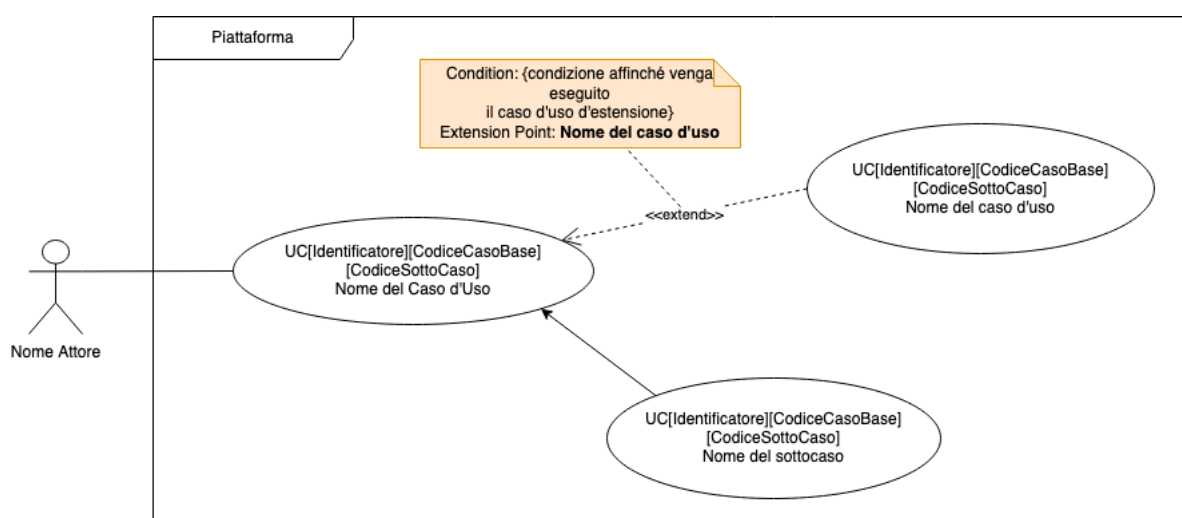 Piattaforma
Condition: {condizione affinché venga
eseguito
il caso d'uso d'estensione}
Extension Point: Nome del caso d'uso
UC[Identificatore][CodiceCasoBase]
[CodiceSottoCaso]
Nome del caso d'uso
<<extend>>
UC[Identificatore][CodiceCasoBase]
[CodiceSottoCaso]
Nome del Caso d'Uso
Nome Attore
UC[Identificatore][CodiceCasoBase]
[CodiceSottoCaso]
Nome del sottocaso